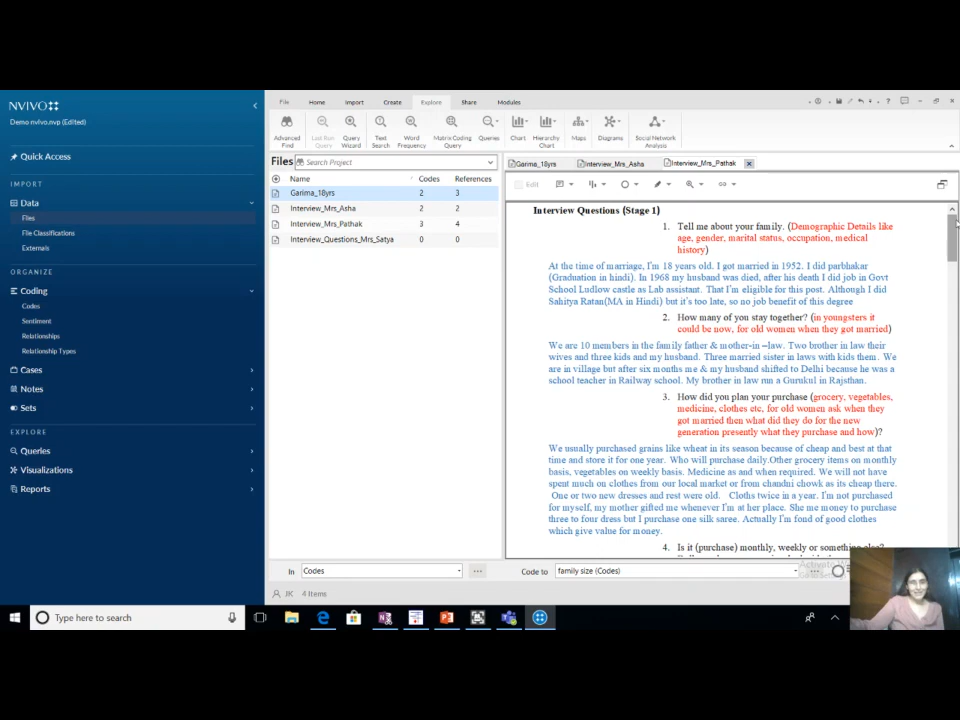 NVIVO
Demo nvivo.nvp (Edited)
Quick Access
IMPORT
Data
Files
File Classifications
Externals
ORGANIZE
Coding
Codes
Sentiment
Relationships
Relationship Types
Cases
Notes
Sets
EXPLORE
Queries
Visualizations
Reports
File Home Import Create Explore Share Modules
Advanced Find
Last Run Query
Query Wizard
Text Search
Word Frequency
Matrix Coding Query
Queries
Chart
Hierarchy Chart
Maps
Diagrams
Social Network Analysis
Files
Search Project
Name Codes References
Garima_18yrs 2 3
Interview_Mrs_Asha 2 2
Interview_Mrs_Pathak 3 4
Interview_Questions_Mrs_Satya 0 0
Garima_18yrs Interview_Mrs_Asha Interview_Mrs_Pathak
Edit
Interview Questions (Stage 1)
1. Tell me about your family. (Demographic Details like
age, gender, marital status, occupation, medical
history)
At the time of marriage, I'm 18 years old. I got married in 1952. I did parbhakar
(Graduation in hindi). In 1968 my husband was died, after his death I did job in Govt
School Ludlow castle as Lab assistant. That I'm eligible for this post. Although I did
Sahitya Ratan(MA in Hindi) but it's too late, so no job benefit of this degree
2. How many of you stay together? (in youngsters it
could be now, for old women when they got married)
We are 10 members in the family father & mother-in –law. Two brother in law their
wives and three kids and my husband. Three married sister in laws with kids them. We
are in village but after six months me & my husband shifted to Delhi because he was a
school teacher in Railway school. My brother in law run a Gurukul in Rajsthan.
3. How did you plan your purchase (grocery, vegetables,
medicine, clothes etc, for old women ask when they
got married then what did they do for the new
generation presently what they purchase and how)?
We usually purchased grains like wheat in its season because of cheap and best at that
time and store it for one year. Who will purchase daily.Other grocery items on monthly
basis, vegetables on weekly basis. Medicine as and when required. We will not have
spent much on clothes from our local market or from chandni chowk as its cheap there.
One or two new dresses and rest were old. Cloths twice in a year. I'm not purchased
for myself, my mother gifted me whenever I'm at her place. She me money to purchase
three to four dress but I purchase one silk saree. Actually I'm fond of good clothes
which give value for money.
4. Is it (purchase) monthly, weekly or something else?
In Codes
Code to family size (Codes)
JK 4 Items
Type here to search